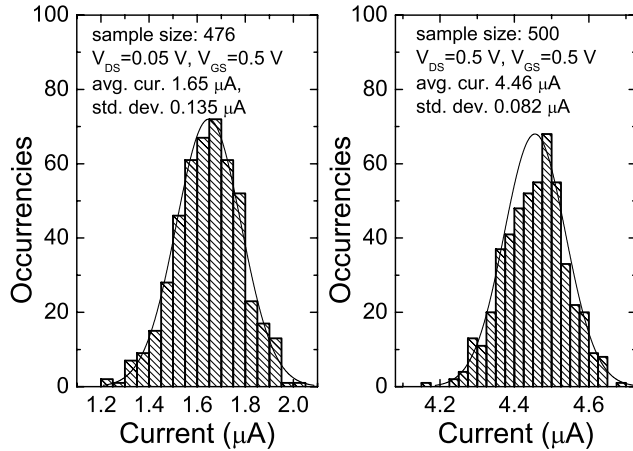 sample size: 476
V_DS=0.05 V, V_GS=0.5 V
avg. cur. 1.65 μA,
std. dev. 0.135 μA
100
80
60
40
20
0
Occurrencies
1.2 1.4 1.6 1.8 2.0
Current (μA)
sample size: 500
V_DS=0.5 V, V_GS=0.5 V
avg. cur. 4.46 μA
std. dev. 0.082 μA
100
80
60
40
20
0
Occurrencies
4.2 4.4 4.6
Current (μA)